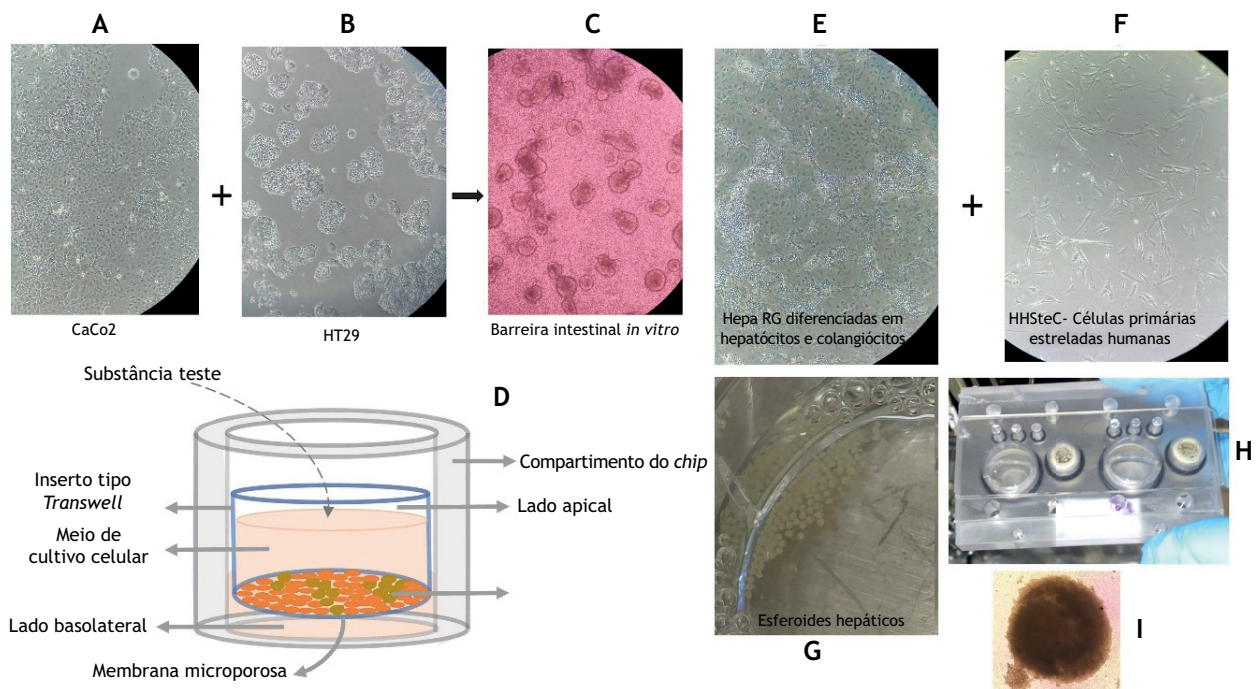 A
B
C
E
F
+
+
CaCo2
HT29
Barreira intestinal in vitro
Hepa RG diferenciadas em
hepatócitos e colangiócitos
HHSteC- Células primárias
estreladas humanas
Substância teste
D
Inserto tipo
Transwell
Meio de
cultivo celular
Lado basolateral
Membrana microporosa
Compartimento do chip
Lado apical
Esferoides hepáticos
G
H
I